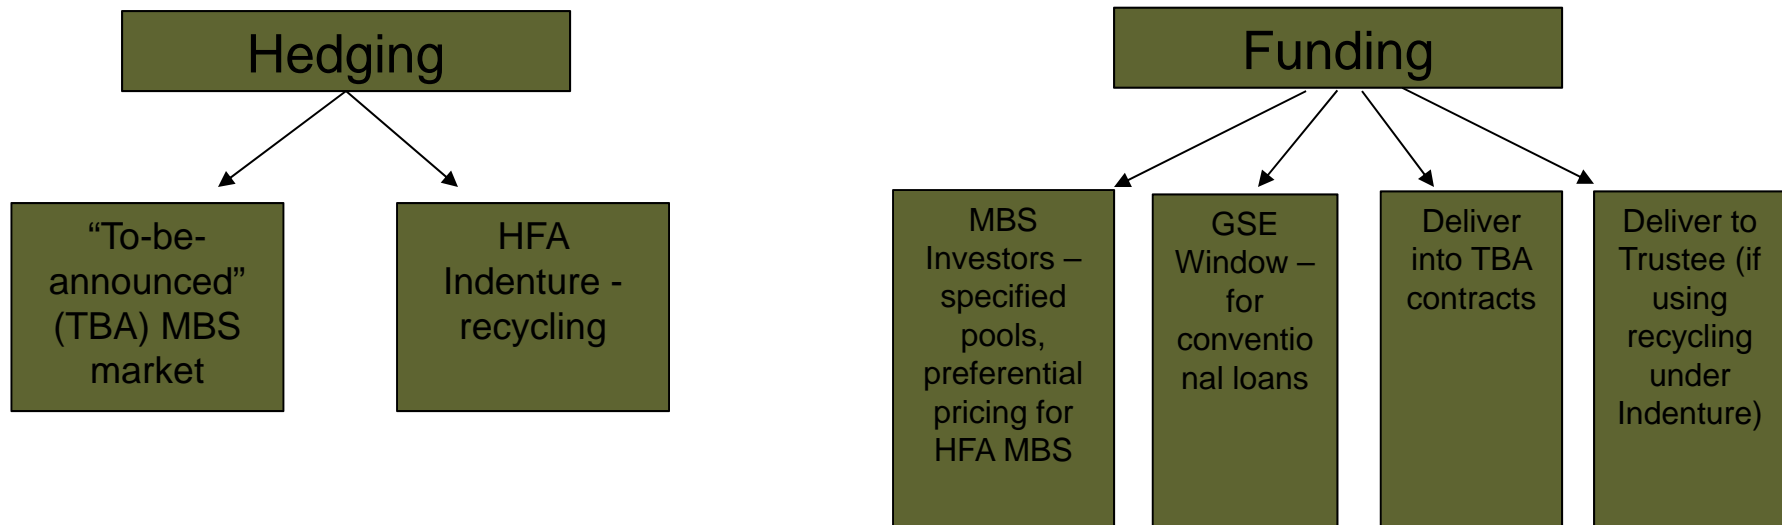 Hedging
Funding
“To-be-
announced”
(TBA) MBS
market
HFA
Indenture -
recycling
MBS
Investors –
specified
pools,
preferential
pricing for
HFA MBS
GSE
Window –
for
conventio
nal loans
Deliver
into TBA
contracts
Deliver to
Trustee (if
using
recycling
under
Indenture)